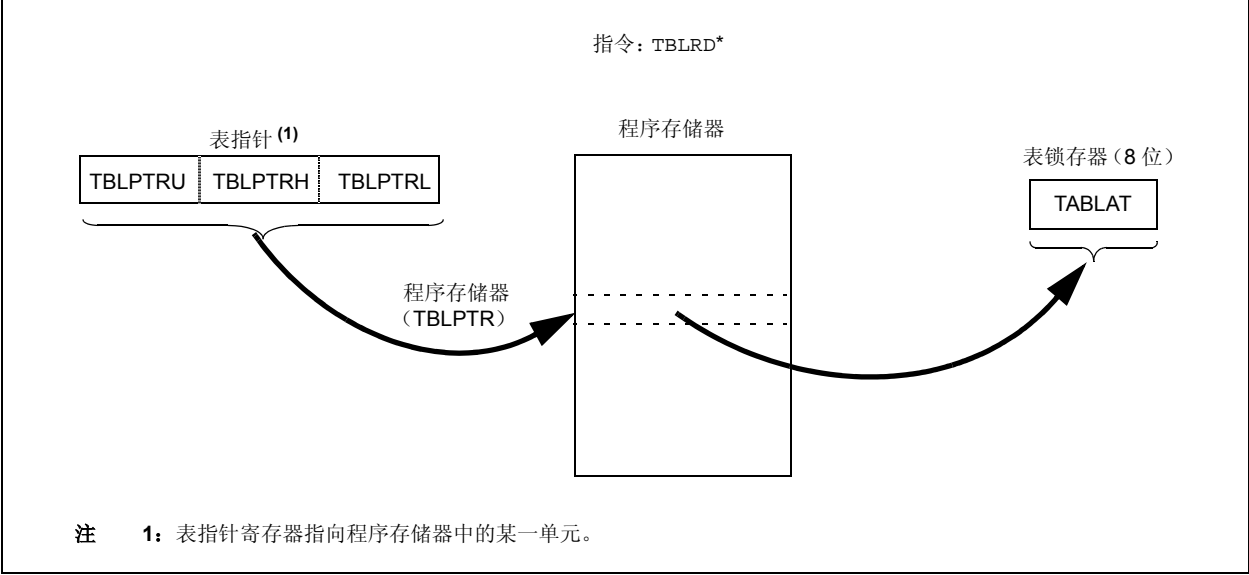 指令：TBLRD*
表指针 (1)
程序存储器
表锁存器（8 位）
TBLPTRU TBLPTRH TBLPTRL
TABLAT
程序存储器
（TBLPTR）
注 1：表指针寄存器指向程序存储器中的某一单元。